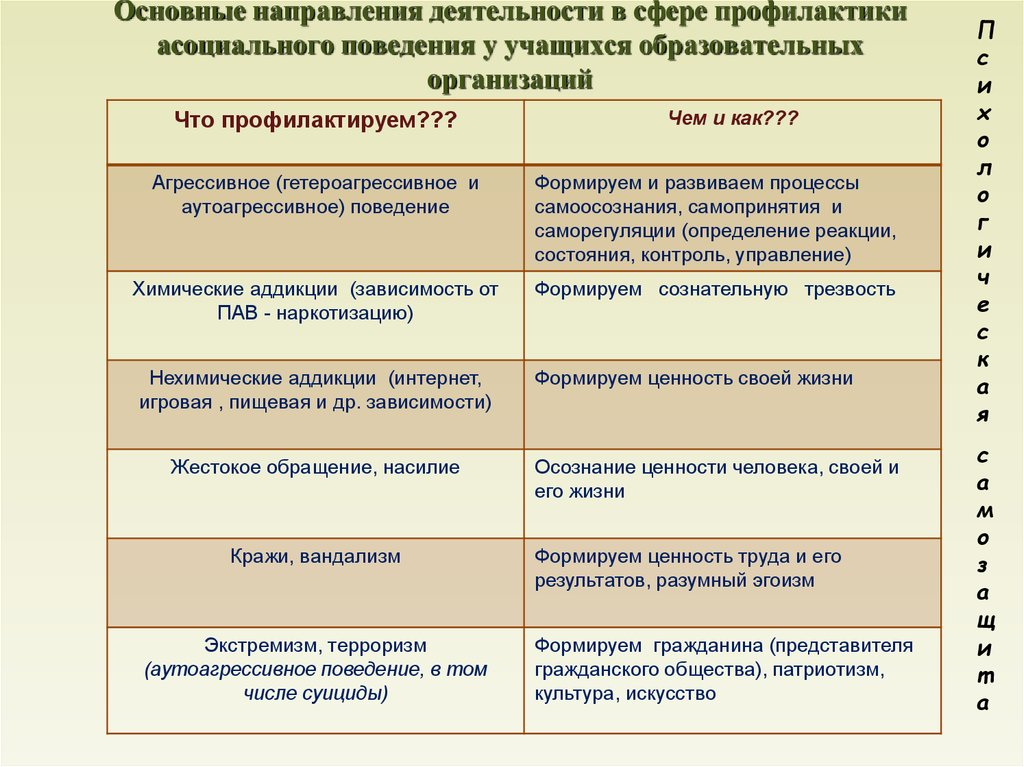 Основные направления деятельности в сфере профилактики
асоциального поведения у учащихся образовательных
организаций
Что профилактируем???
Чем и как???
Агрессивное (гетероагрессивное и
аутоагрессивное) поведение
Формируем и развиваем процессы
самоосознания, самопринятия и
саморегуляции (определение реакции,
состояния, контроль, управление)
Химические аддикции (зависимость от
ПАВ - наркотизацию)
Формируем сознательную трезвость
Нехимические аддикции (интернет,
игровая , пищевая и др. зависимости)
Формируем ценность своей жизни
Жестокое обращение, насилие
Осознание ценности человека, своей и
его жизни
Кражи, вандализм
Формируем ценность труда и его
результатов, разумный эгоизм
Экстремизм, терроризм
(аутоагрессивное поведение, в том
числе суициды)
Формируем гражданина (представителя
гражданского общества), патриотизм,
культура, искусство
Психологическая
самозащита